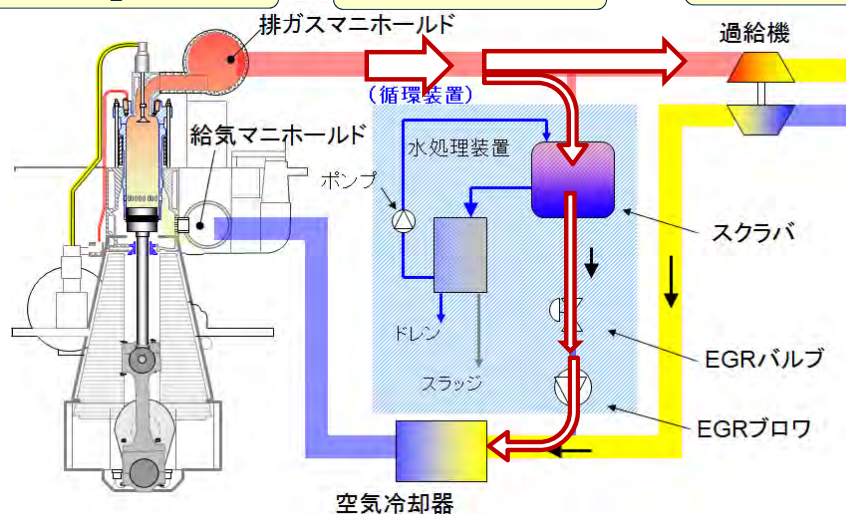 排ガスマニホールド
過給機
(循環装置)
給気マニホールド
水処理装置
ポンプ
スクラバ
ドレン
EGRバルブ
スラッジ
EGRブロワ
空気冷却器